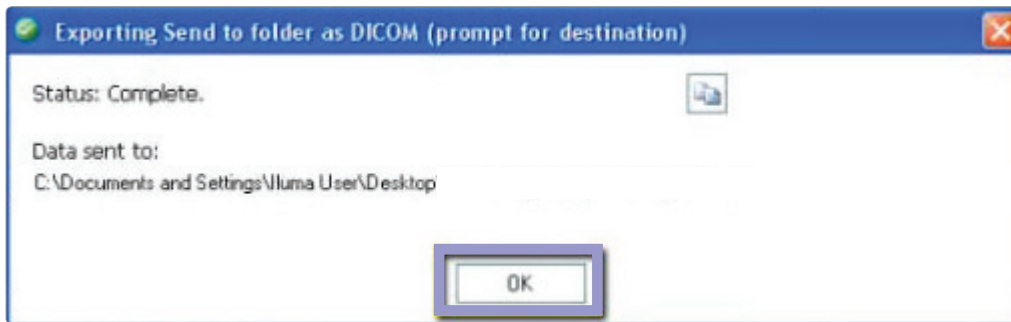 Exporting Send to folder as DICOM (prompt for destination)
Status: Complete.
Data sent to:
C:\Documents and Settings\Iluma User\Desktop
OK